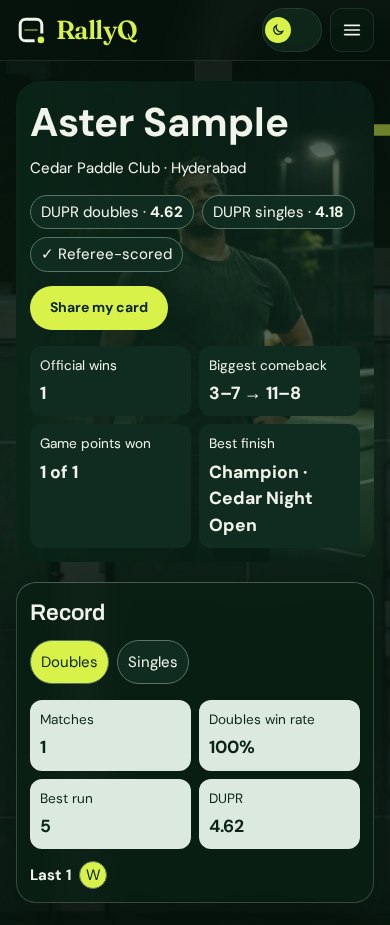 RallyQ
Aster Sample
Cedar Paddle Club · Hyderabad
DUPR doubles · 4.62
DUPR singles · 4.18
✓ Referee-scored
Share my card
Official wins
1
Biggest comeback
3–7 → 11–8
Game points won
1 of 1
Best finish
Champion ·
Cedar Night
Open
Record
Doubles
Singles
Matches
1
Doubles win rate
100%
Best run
5
DUPR
4.62
Last 1 W